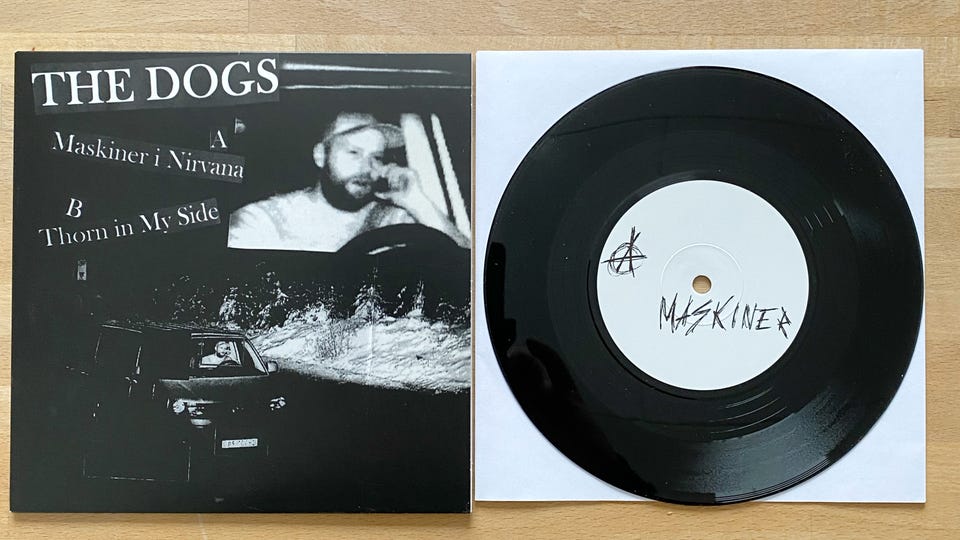 THE DOGS
A
Maskiner i Nirvana
B
Thorn in My Side
A
MASKINER